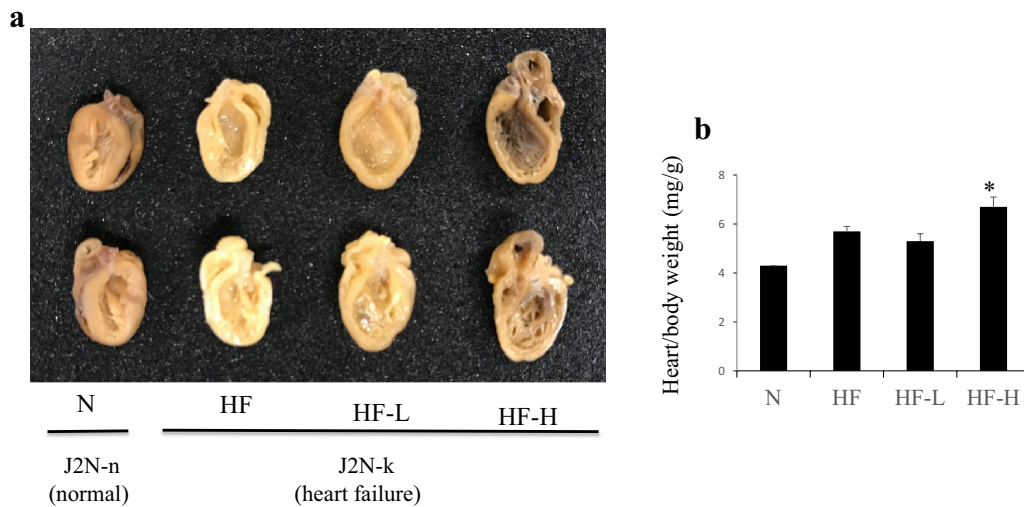 a
N
HF
HF-L
HF-H
J2N-n
(normal)
J2N-k
(heart failure)
b
Heart/body weight (mg/g)
8
6
4
2
0
*
N
HF
HF-L
HF-H